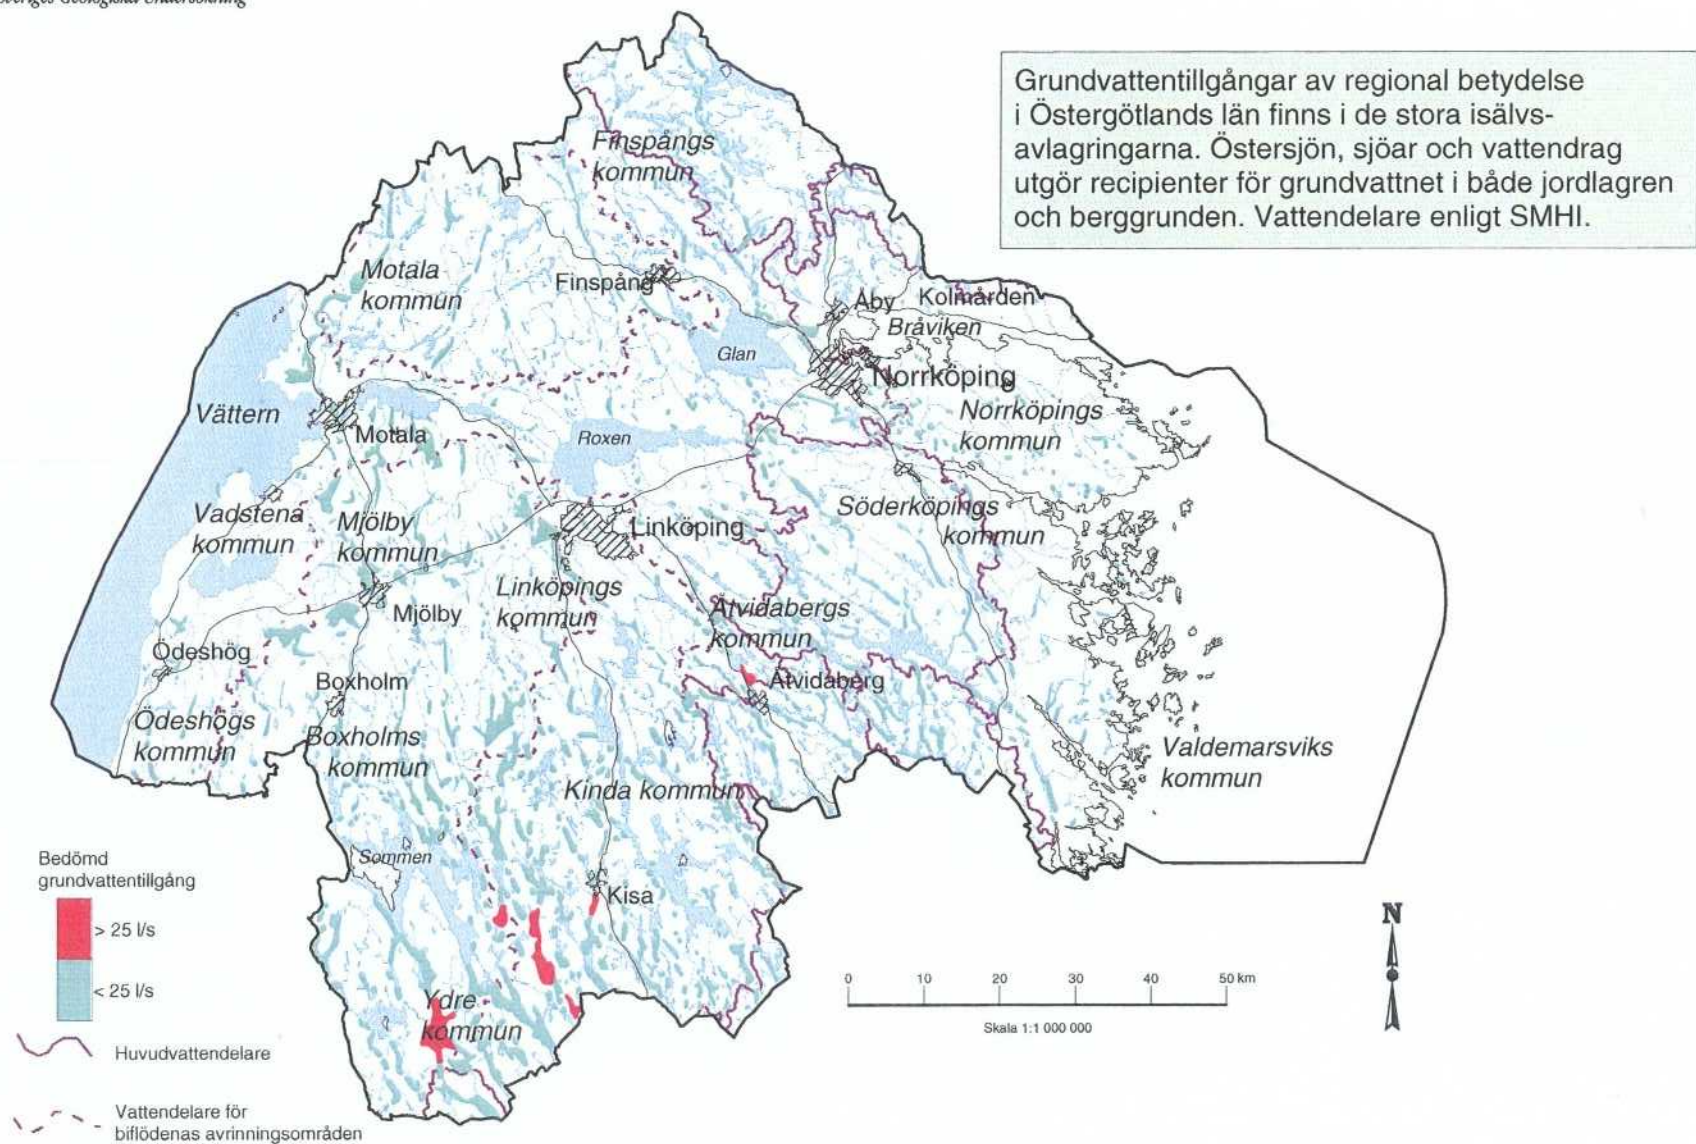 Sveriges Geologiska Undersökning
Grundvattentillgångar av regional betydelse
i Östergötlands län finns i de stora isälvs-
avlagringarna. Östersjön, sjöar och vattendrag
utgör recipienter för grundvattnet i både jordlagren
och berggrunden. Vattendelare enligt SMHI.
Finspångs
kommun
Motala
kommun
Finspång
Åby
Kolmården
Bråviken
Glan
Norrköping
Norrköpings
kommun
Vättern
Motala
Roxen
Vadstena
kommun
Mjölby
kommun
Söderköpings
kommun
Linköping
Linköpings
kommun
Mjölby
Åtvidabergs
kommun
Ödeshög
Boxholm
Åtvidaberg
Ödeshögs
kommun
Boxholms
kommun
Valdemarsviks
kommun
Kinda kommun
Sommen
Kisa
Ydre
kommun
Bedömd
grundvattentillgång
> 25 l/s
< 25 l/s
Huvudvattendelare
Vattendelare för
biflödenas avrinningsområden
0 10 20 30 40 50 km
Skala 1:1 000 000
N